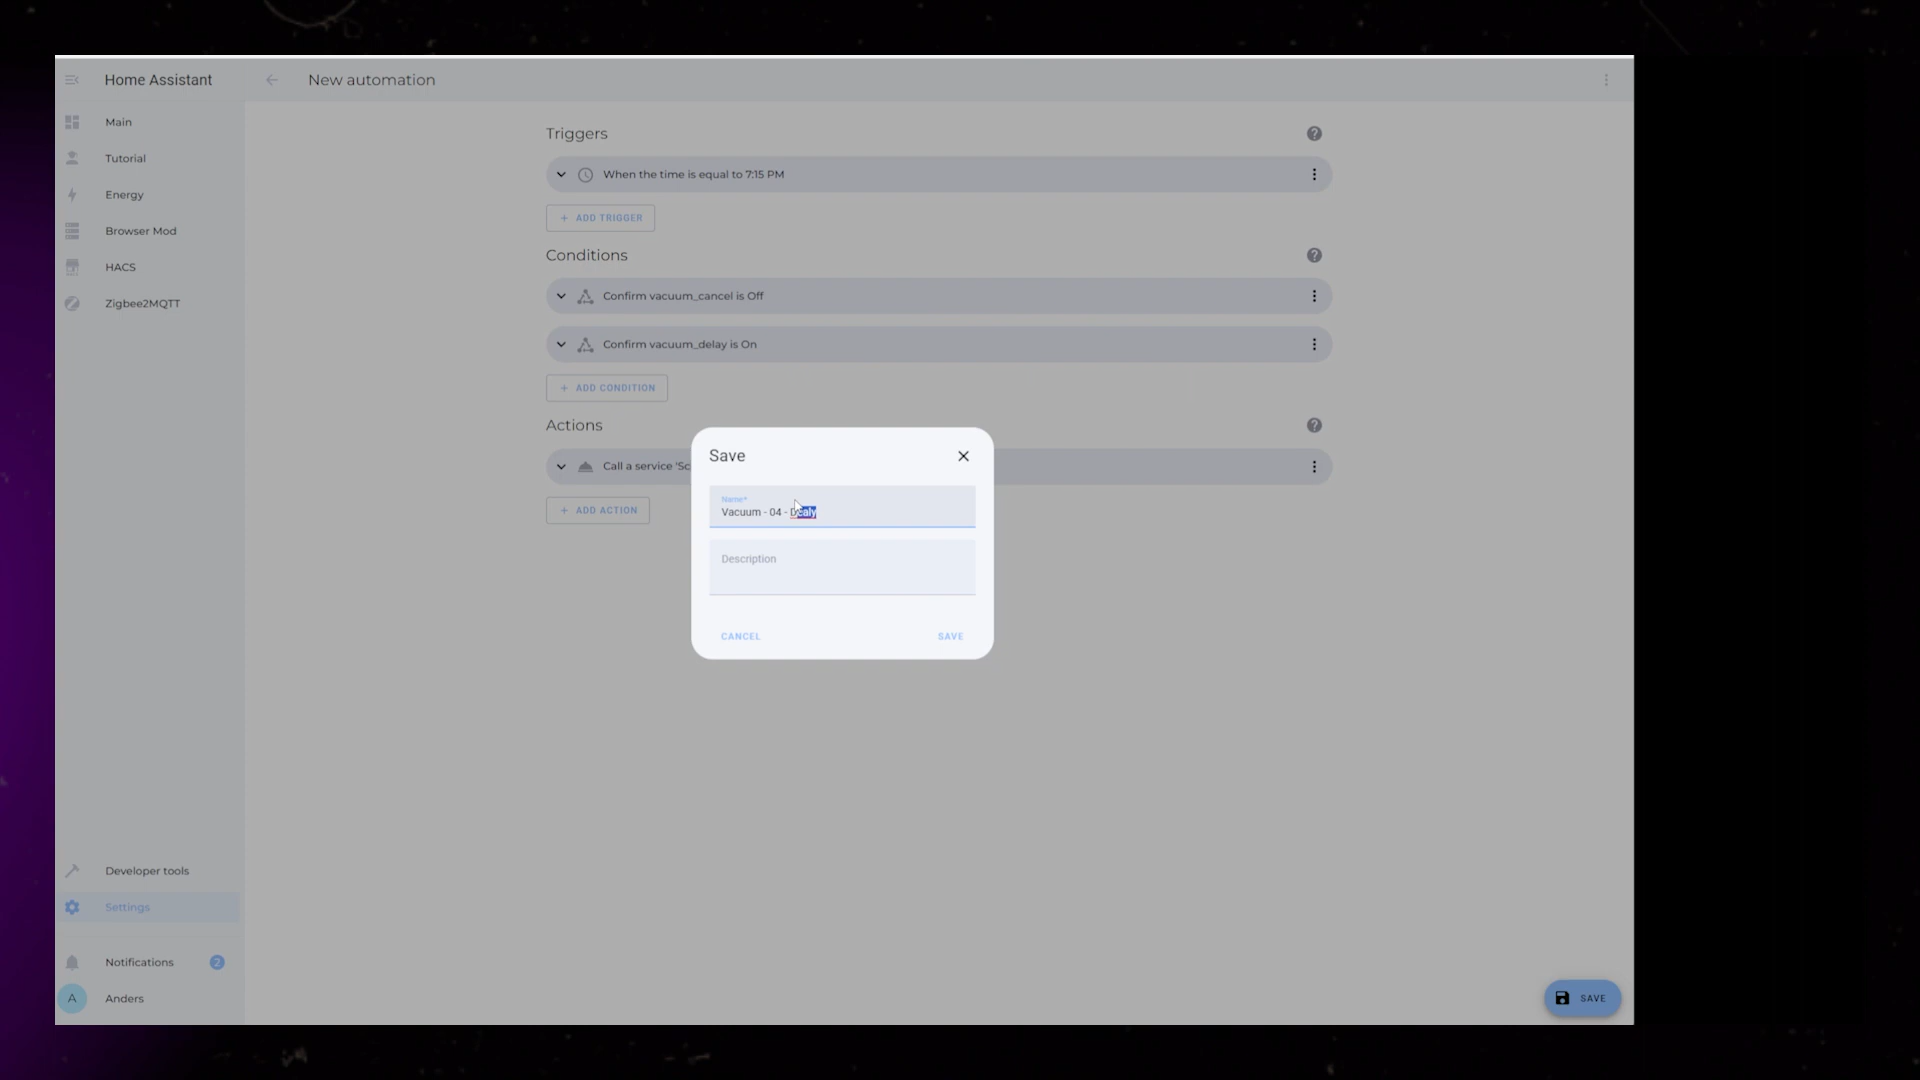 Home Assistant
New automation
Main
Tutorial
Energy
Browser Mod
HACS
Zigbee2MQTT
Triggers
When the time is equal to 7:15 PM
+ ADD TRIGGER
Conditions
Confirm vacuum_cancel is Off
Confirm vacuum_delay is On
+ ADD CONDITION
Actions
Call a service 'Sc
+ ADD ACTION
Save
Name*
Vacuum - 04 - Dealy
Description
CANCEL
SAVE
Developer tools
Settings
Notifications
2
A
Anders
SAVE